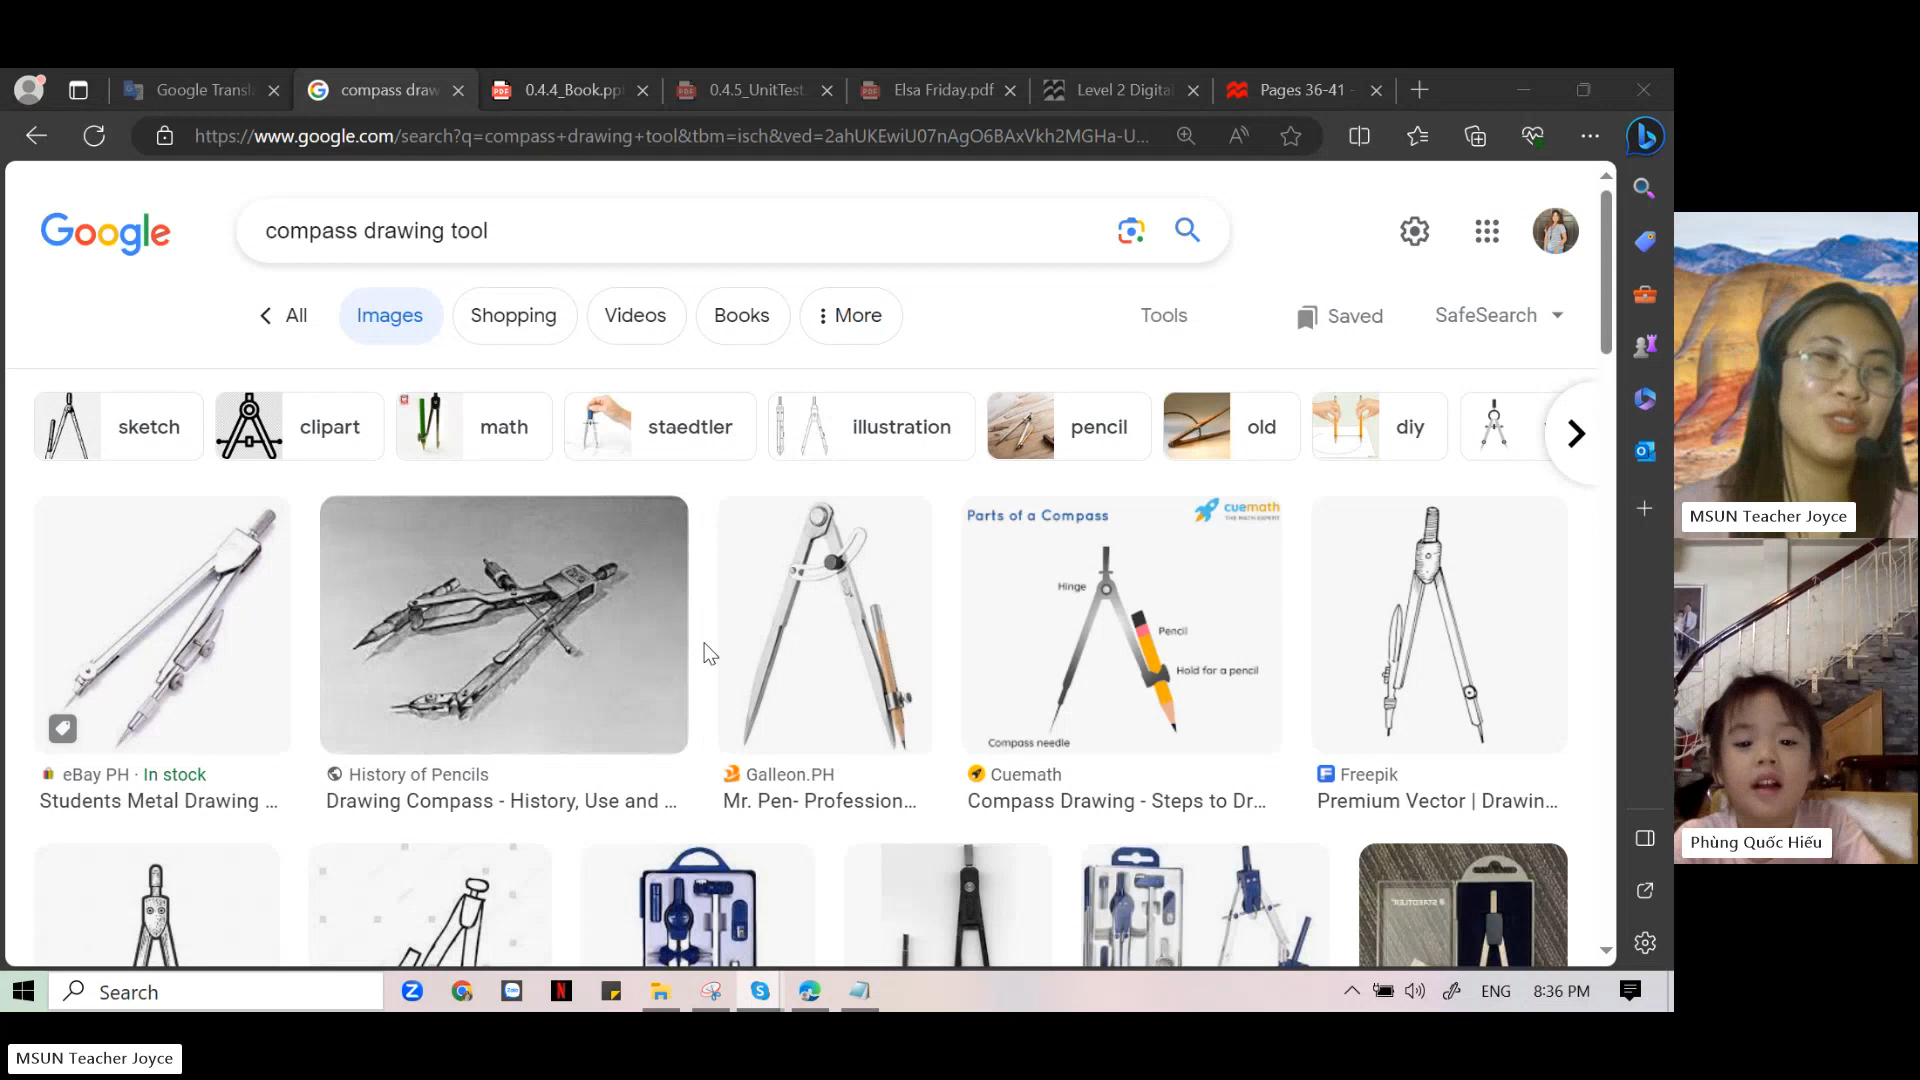 Google Transl
compass draw
0.4.4_Book.pp
0.4.5_UnitTest
Elsa Friday.pdf
Level 2 Digita
Pages 36-41 -
https://www.google.com/search?q=compass+drawing+tool&tbm=isch&ved=2ahUKEwiU07nAgO6BAxVkh2MGHa-U...
Google
compass drawing tool
All
Images
Shopping
Videos
Books
More
Tools
Saved
SafeSearch
sketch
clipart
math
staedtler
illustration
pencil
old
diy
Parts of a Compass
cuemath
THE MATH EXPERT
Hinge
Pencil
Hold for a pencil
Compass needle
eBay PH · In stock
Students Metal Drawing ...
History of Pencils
Drawing Compass - History, Use and ...
Galleon.PH
Mr. Pen- Profession...
Cuemath
Compass Drawing - Steps to Dr...
Freepik
Premium Vector | Drawin...
Search
ENG
8:36 PM
MSUN Teacher Joyce
Phùng Quốc Hiếu
MSUN Teacher Joyce